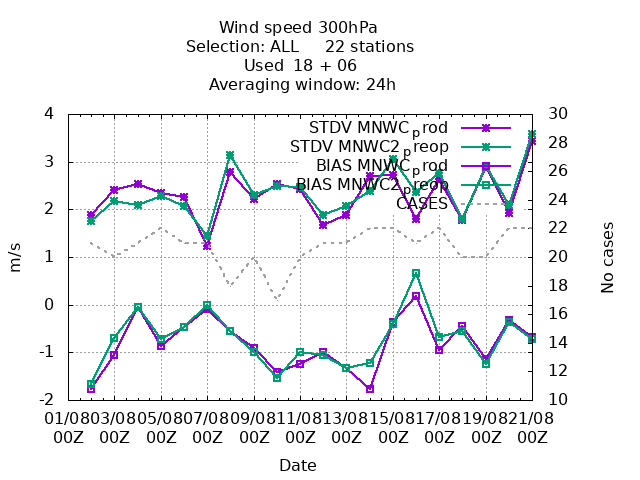 Wind speed 300hPa
Selection: ALL 22 stations
Used 18 + 06
Averaging window: 24h
STDV MNWC_prod
STDV MNWC2_preop
BIAS MNWC_prod
BIAS MNWC2_preop
CASES
m/s
4
3
2
1
0
-1
-2
No cases
30
28
26
24
22
20
18
16
14
12
10
01/08 03/08 05/08 07/08 09/08 11/08 13/08 15/08 17/08 19/08 21/08
00Z 00Z 00Z 00Z 00Z 00Z 00Z 00Z 00Z 00Z 00Z
Date